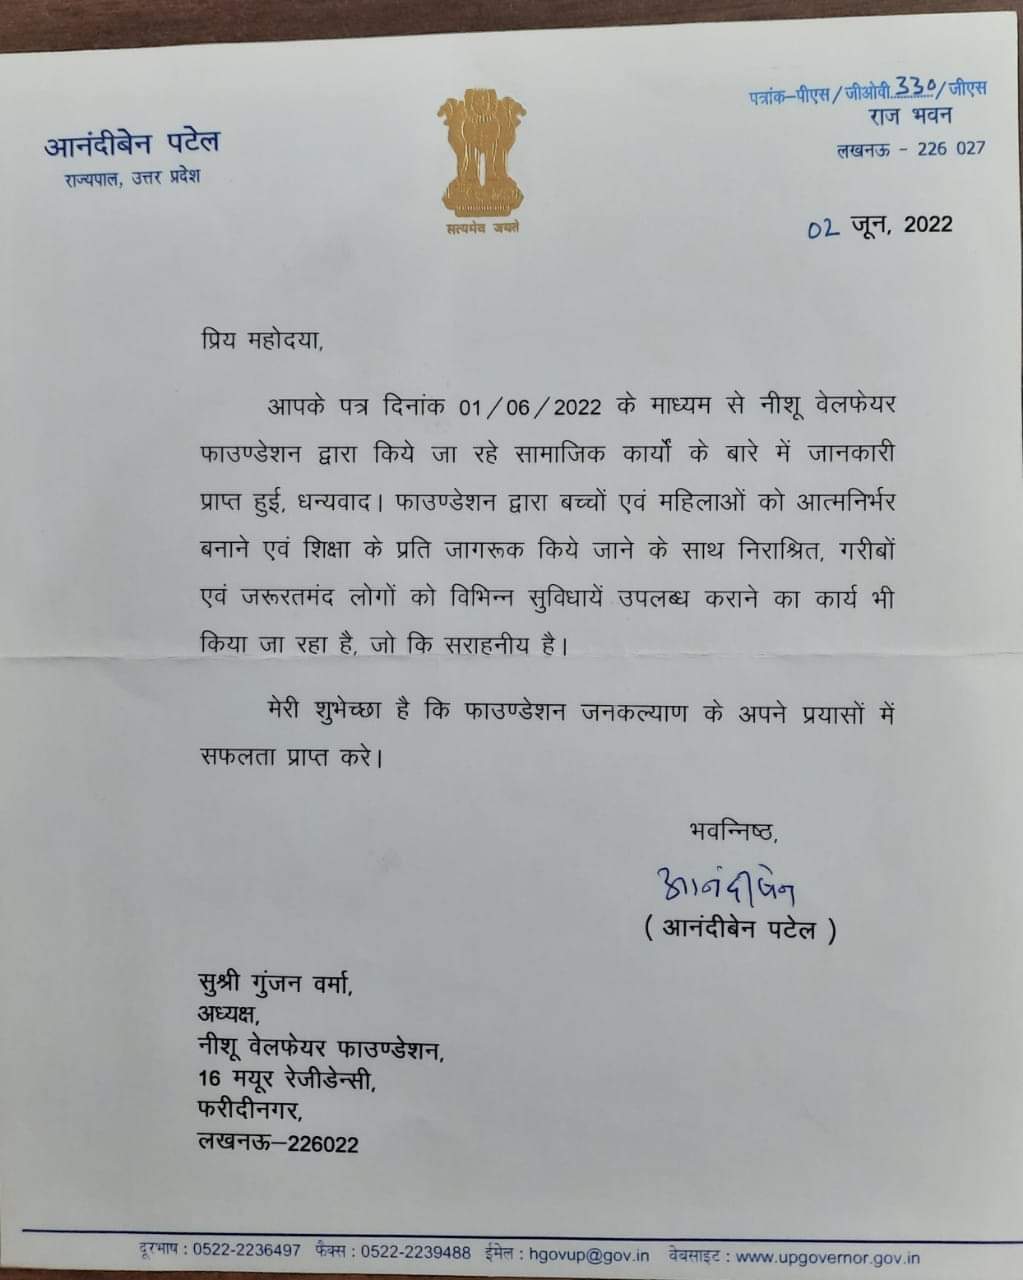 पत्रांक–पीएस/जीओवी 330/जीएस
राज भवन
लखनऊ - 226 027
आनंदीबेन पटेल
राज्यपाल, उत्तर प्रदेश
सत्यमेव जयते
02 जून, 2022
प्रिय महोदया,
आपके पत्र दिनांक 01/06/2022 के माध्यम से नीशू वेलफेयर
फाउण्डेशन द्वारा किये जा रहे सामाजिक कार्यों के बारे में जानकारी
प्राप्त हुई, धन्यवाद। फाउण्डेशन द्वारा बच्चों एवं महिलाओं को आत्मनिर्भर
बनाने एवं शिक्षा के प्रति जागरूक किये जाने के साथ निराश्रित, गरीबों
एवं जरूरतमंद लोगों को विभिन्न सुविधायें उपलब्ध कराने का कार्य भी
किया जा रहा है, जो कि सराहनीय है।
मेरी शुभेच्छा है कि फाउण्डेशन जनकल्याण के अपने प्रयासों में
सफलता प्राप्त करे।
भवन्निष्ठ,
आनंदीबेन
( आनंदीबेन पटेल )
सुश्री गुंजन वर्मा,
अध्यक्ष,
नीशू वेलफेयर फाउण्डेशन,
16 मयूर रेजीडेन्सी,
फरीदीनगर,
लखनऊ–226022
दूरभाष : 0522-2236497 फैक्स : 0522-2239488 ईमेल : hgovup@gov.in वेबसाइट : www.upgovernor.gov.in